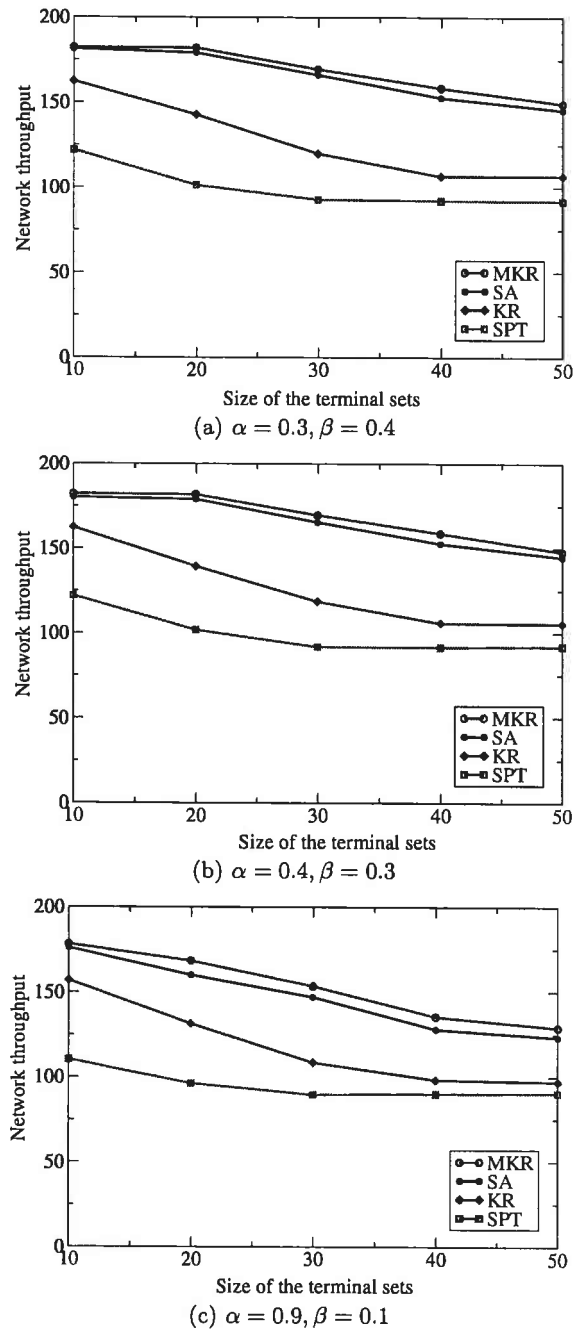 200
150
100
50
0
Network throughput
MKR
SA
KR
SPT
10 20 30 40 50
Size of the terminal sets
(a) α = 0.3, β = 0.4
200
150
100
50
0
Network throughput
MKR
SA
KR
SPT
10 20 30 40 50
Size of the terminal sets
(b) α = 0.4, β = 0.3
200
150
100
50
0
Network throughput
MKR
SA
KR
SPT
10 20 30 40 50
Size of the terminal sets
(c) α = 0.9, β = 0.1